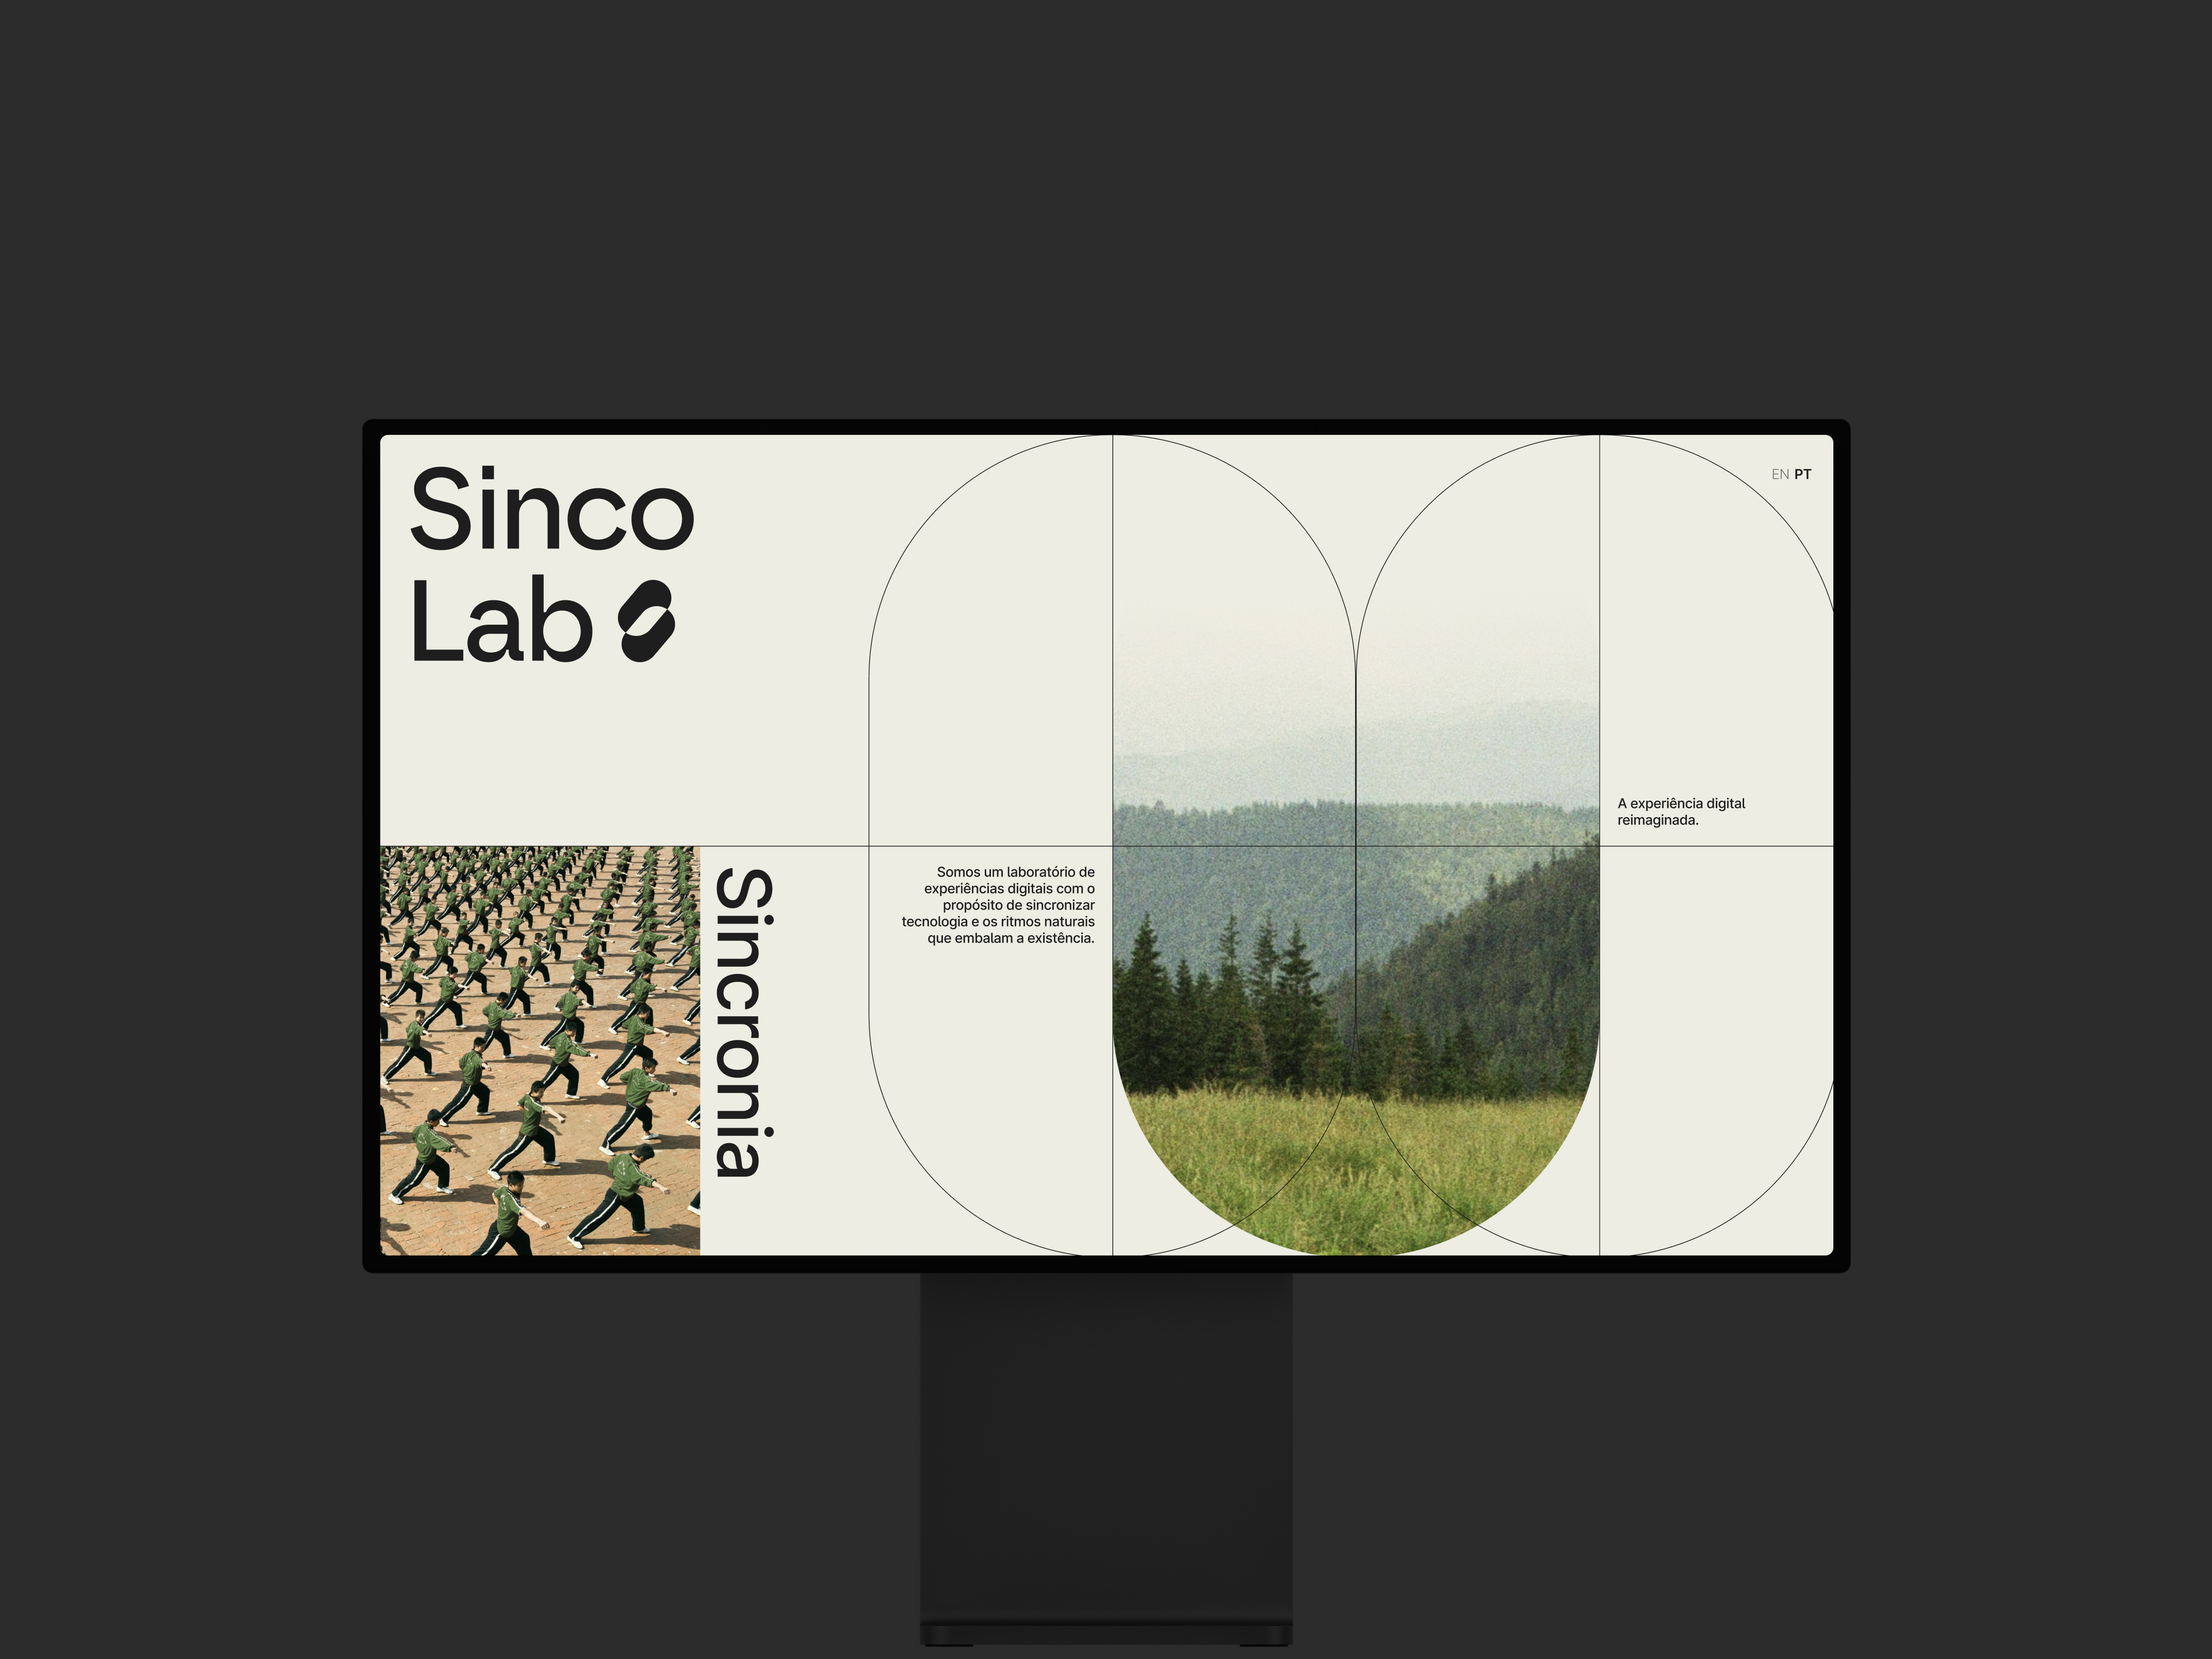 Sinco
Lab
EN PT
A experiência digital
reimaginada.
Somos um laboratório de
experiências digitais com o
propósito de sincronizar
tecnologia e os ritmos naturais
que embalam a existência.
Sincronia